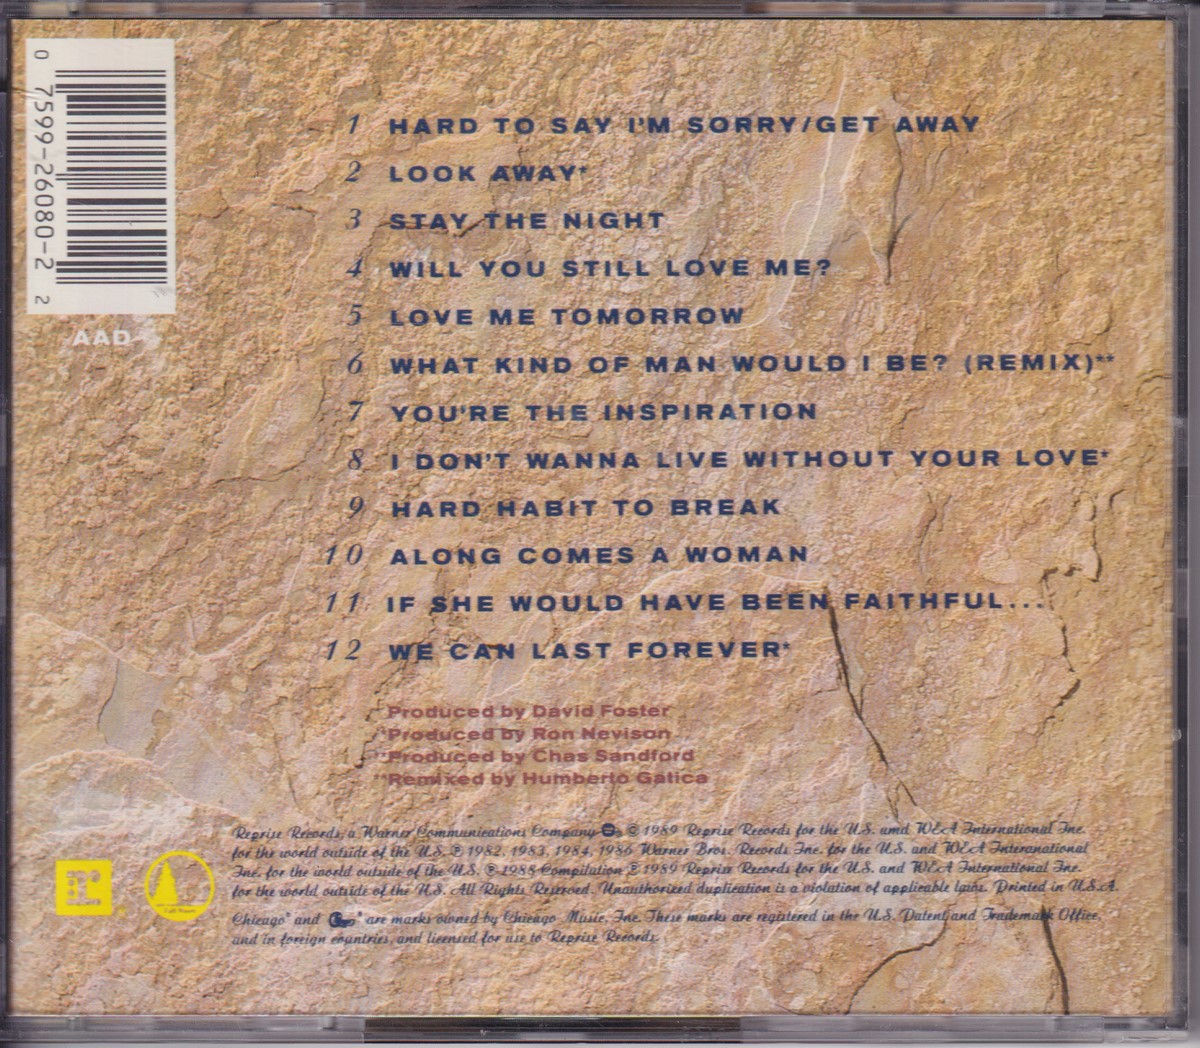 0 7599-26080-2 2
AAD
1 HARD TO SAY I'M SORRY/GET AWAY
2 LOOK AWAY*
3 STAY THE NIGHT
4 WILL YOU STILL LOVE ME?
5 LOVE ME TOMORROW
6 WHAT KIND OF MAN WOULD I BE? (REMIX)**
7 YOU'RE THE INSPIRATION
8 I DON'T WANNA LIVE WITHOUT YOUR LOVE*
9 HARD HABIT TO BREAK
10 ALONG COMES A WOMAN
11 IF SHE WOULD HAVE BEEN FAITHFUL...
12 WE CAN LAST FOREVER*
Produced by David Foster
*Produced by Ron Nevison
**Produced by Chas Sandford
**Remixed by Humberto Gatica
Reprise Records, a Warner Communications Company © 1989 Reprise Records for the U.S. and WEA International Inc.
for the world outside of the U.S. ℗ 1982, 1983, 1984, 1986 Warner Bros. Records Inc. for the U.S. and WEA International
Inc. for the world outside of the U.S. ℗ 1988 Compilation ℗ 1989 Reprise Records for the U.S. and WEA International Inc.
for the world outside of the U.S. All Rights Reserved. Unauthorized duplication is a violation of applicable laws. Printed in U.S.A.
Chicago® and ® are marks owned by Chicago Music, Inc. These marks are registered in the U.S. Patent and Trademark Office,
and in foreign countries, and licensed for use to Reprise Records.
r:
Full Moon